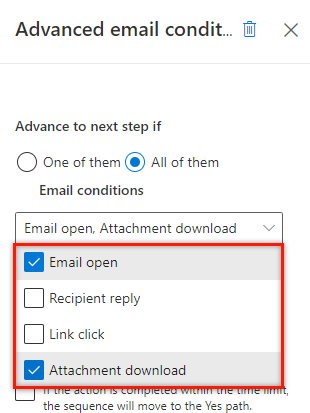 Advanced email condit...
Advance to next step if
One of them All of them
Email conditions
Email open, Attachment download
Email open
Recipient reply
Link click
Attachment download
If the action is completed within the time limit,
the sequence will move to the Yes path.